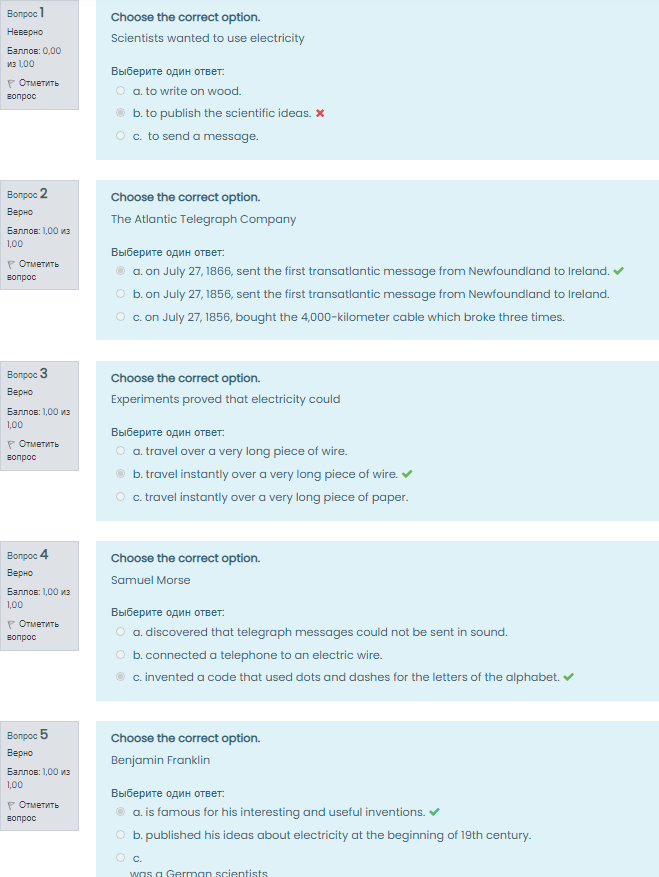 Вопрос 1
Неверно
Баллов: 0,00
из 1,00
Отметить
вопрос
Choose the correct option.
Scientists wanted to use electricity
Выберите один ответ:
a. to write on wood.
b. to publish the scientific ideas.
c. to send a message.
Вопрос 2
Верно
Баллов: 1,00 из
1,00
Отметить
вопрос
Choose the correct option.
The Atlantic Telegraph Company
Выберите один ответ:
a. on July 27, 1866, sent the first transatlantic message from Newfoundland to Ireland.
b. on July 27, 1856, sent the first transatlantic message from Newfoundland to Ireland.
c. on July 27, 1856, bought the 4,000-kilometer cable which broke three times.
Вопрос 3
Верно
Баллов: 1,00 из
1,00
Отметить
вопрос
Choose the correct option.
Experiments proved that electricity could
Выберите один ответ:
a. travel over a very long piece of wire.
b. travel instantly over a very long piece of wire.
c. travel instantly over a very long piece of paper.
Вопрос 4
Верно
Баллов: 1,00 из
1,00
Отметить
вопрос
Choose the correct option.
Samuel Morse
Выберите один ответ:
a. discovered that telegraph messages could not be sent in sound.
b. connected a telephone to an electric wire.
c. invented a code that used dots and dashes for the letters of the alphabet.
Вопрос 5
Верно
Баллов: 1,00 из
1,00
Отметить
вопрос
Choose the correct option.
Benjamin Franklin
Выберите один ответ:
a. is famous for his interesting and useful inventions.
b. published his ideas about electricity at the beginning of 19th century.
c.
was a German scientists.